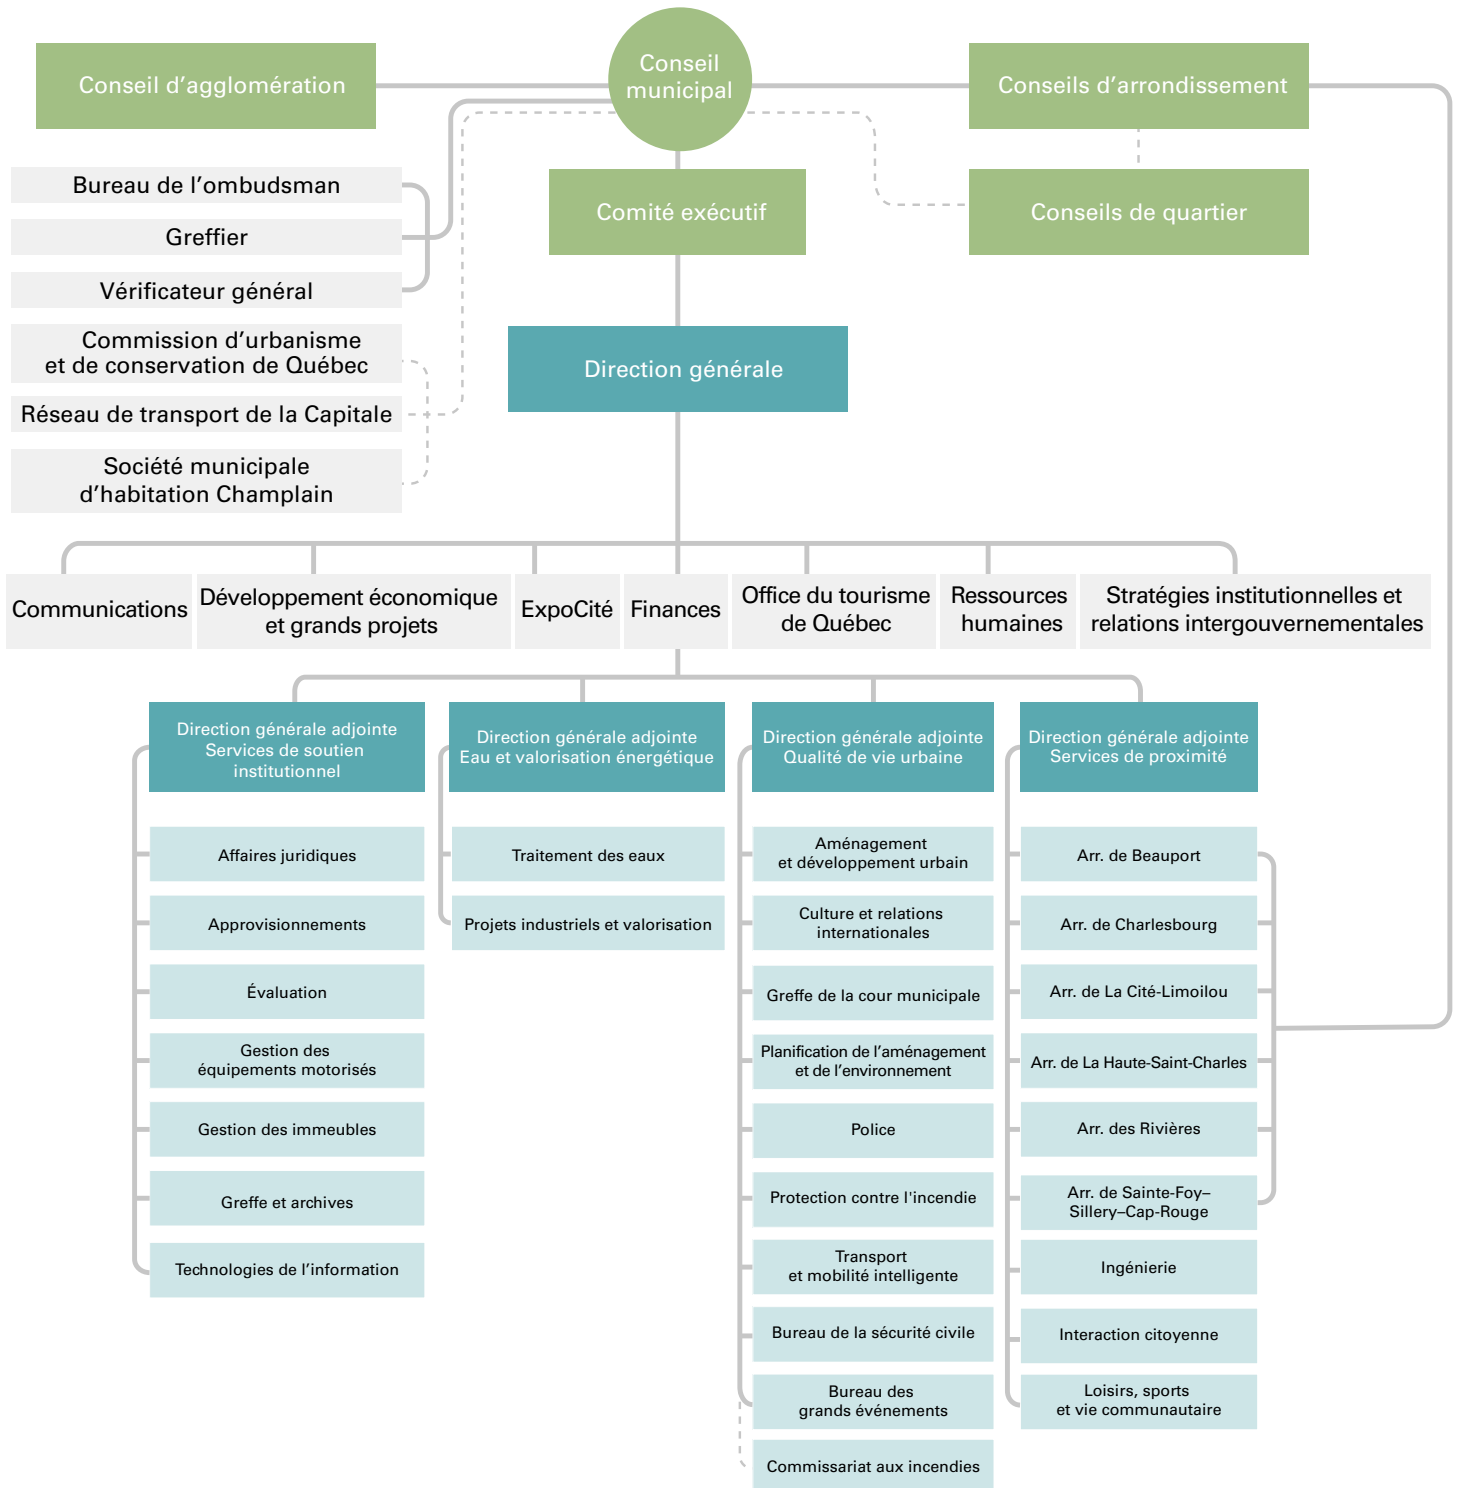 Conseil d'agglomération
Conseil
municipal
Conseils d'arrondissement
Bureau de l'ombudsman
Greffier
Vérificateur général
Commission d'urbanisme
et de conservation de Québec
Réseau de transport de la Capitale
Société municipale
d'habitation Champlain
Comité exécutif
Conseils de quartier
Direction générale
Communications
Développement économique
et grands projets
ExpoCité
Finances
Office du tourisme
de Québec
Ressources
humaines
Stratégies institutionnelles et
relations intergouvernementales
Direction générale adjointe
Services de soutien
institutionnel
Affaires juridiques
Approvisionnements
Évaluation
Gestion des
équipements motorisés
Gestion des immeubles
Greffe et archives
Technologies de l'information
Direction générale adjointe
Eau et valorisation énergétique
Traitement des eaux
Projets industriels et valorisation
Direction générale adjointe
Qualité de vie urbaine
Aménagement
et développement urbain
Culture et relations
internationales
Greffe de la cour municipale
Planification de l'aménagement
et de l'environnement
Police
Protection contre l'incendie
Transport
et mobilité intelligente
Bureau de la sécurité civile
Bureau des
grands événements
Commissariat aux incendies
Direction générale adjointe
Services de proximité
Arr. de Beauport
Arr. de Charlesbourg
Arr. de La Cité-Limoilou
Arr. de La Haute-Saint-Charles
Arr. des Rivières
Arr. de Sainte-Foy–
Sillery–Cap-Rouge
Ingénierie
Interaction citoyenne
Loisirs, sports
et vie communautaire